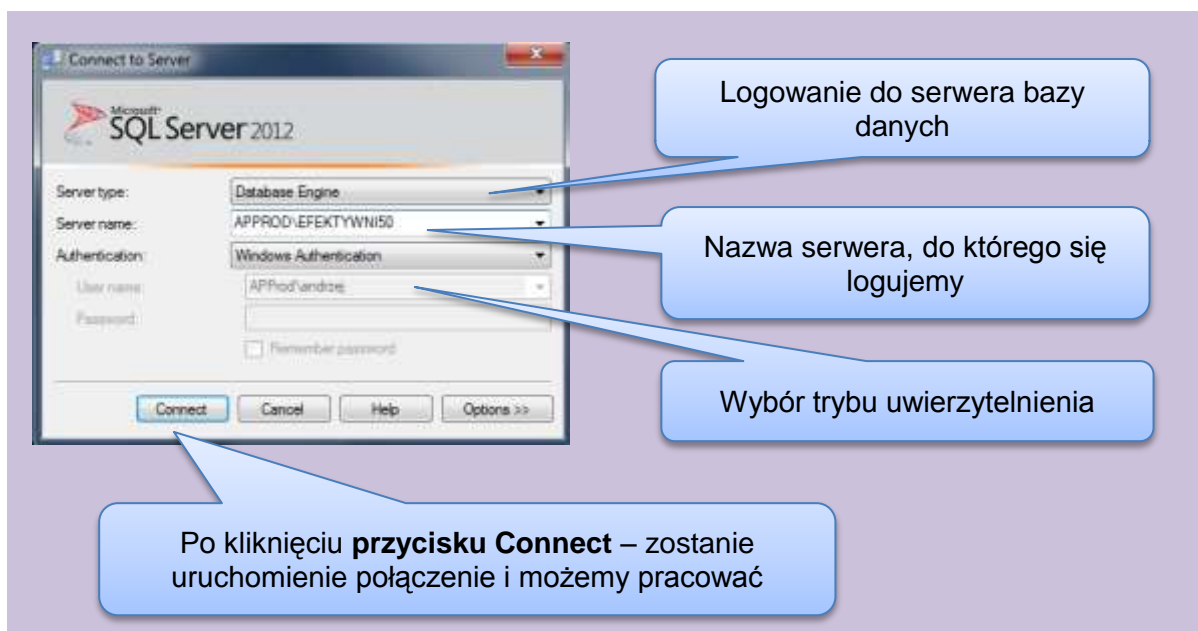 Connect to Server
Microsoft
SQL Server 2012
Server type: Database Engine
Server name: APPROD\EFEKTYWNI50
Authentication: Windows Authentication
User name: APProd\andrzej
Password:
Remember password
Connect Cancel Help Options >>
Logowanie do serwera bazy
danych
Nazwa serwera, do którego się
logujemy
Wybór trybu uwierzytelnienia
Po kliknięciu przycisku Connect – zostanie
uruchomienie połączenie i możemy pracować